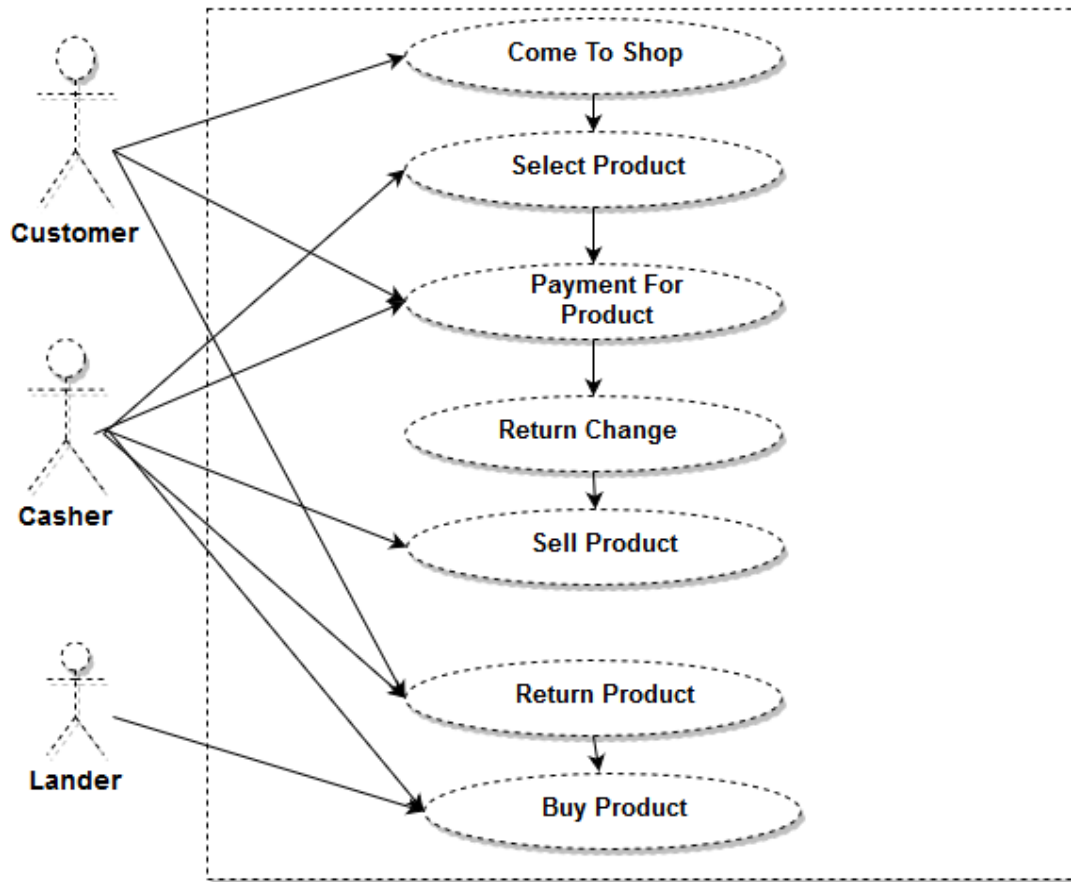 Come To Shop
Select Product
Customer
Payment For
Product
Return Change
Casher
Sell Product
Return Product
Lander
Buy Product